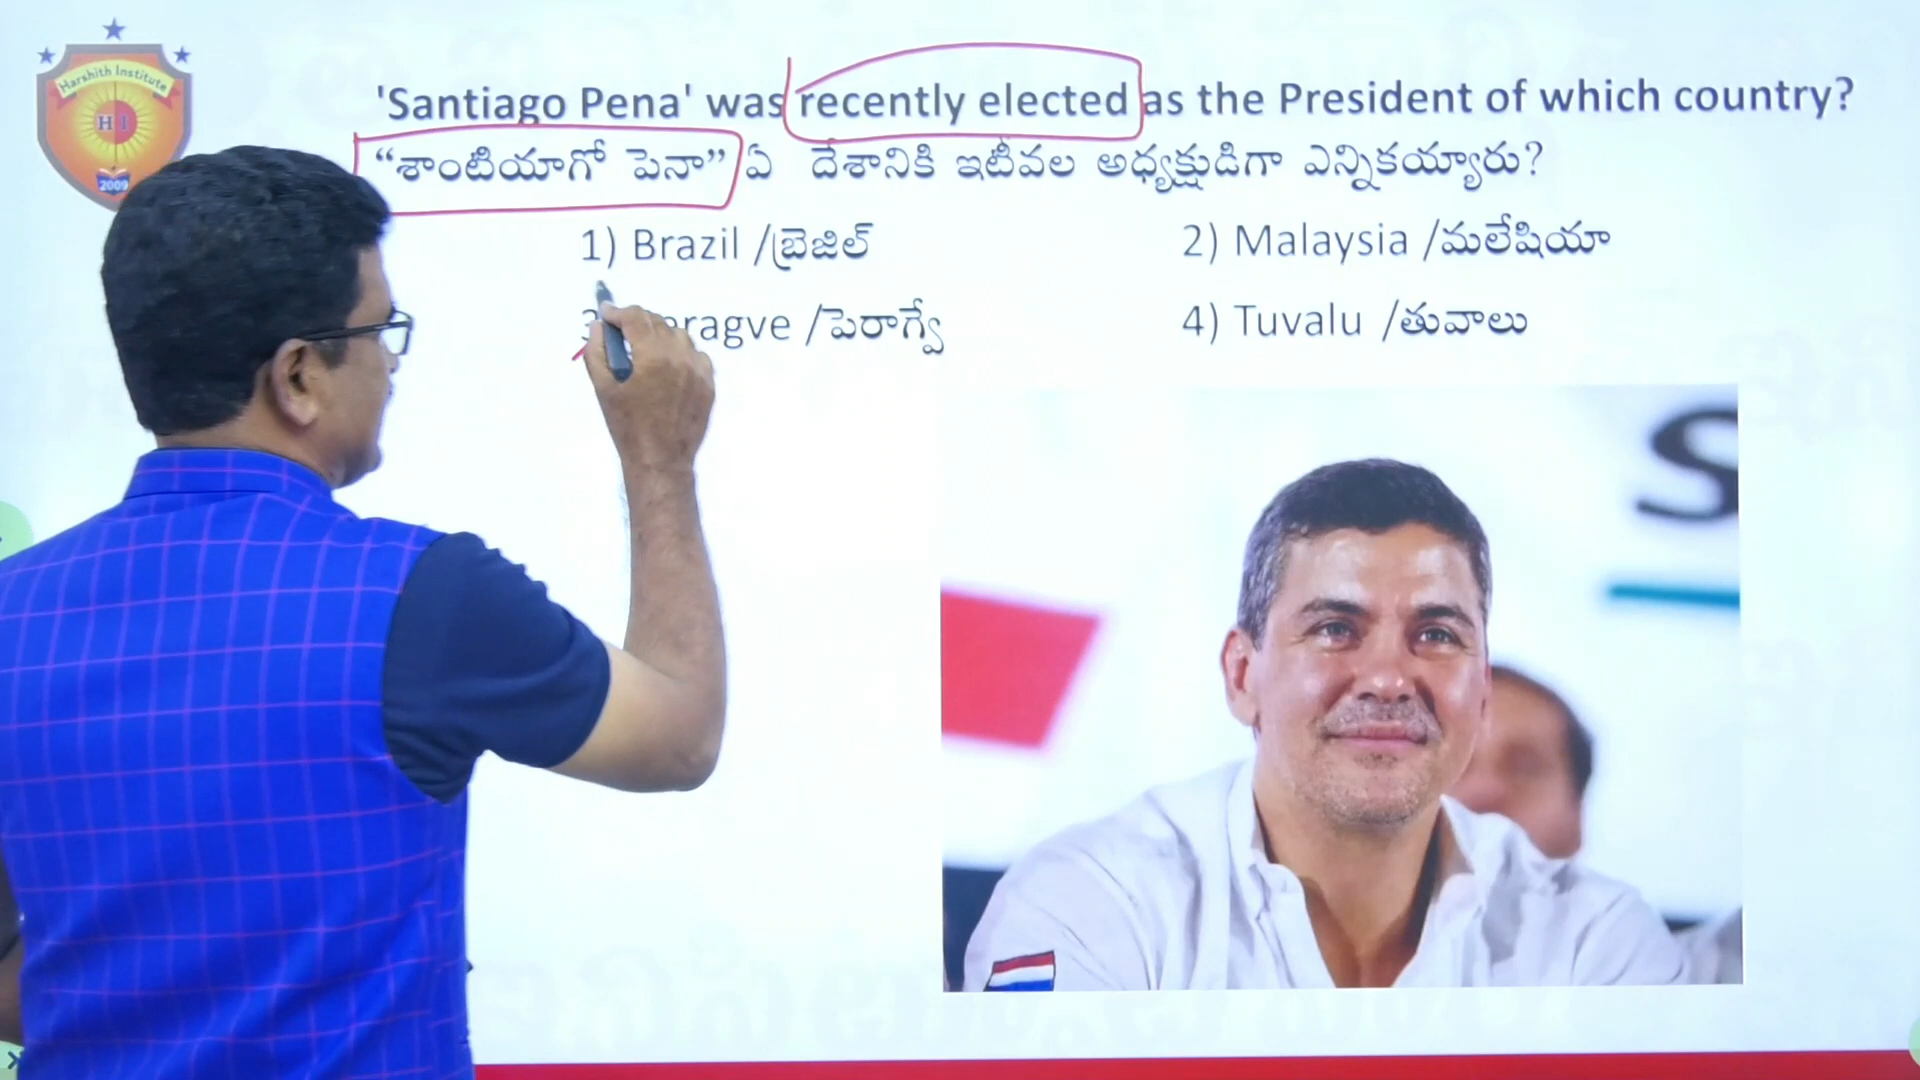 Harshith Institute
H I
2009
'Santiago Pena' was recently elected as the President of which country?
“శాంటియాగో పెనా” ఏ దేశానికి ఇటీవల అధ్యక్షుడిగా ఎన్నికయ్యారు?
1) Brazil /బ్రెజిల్
2) Malaysia /మలేషియా
/పెరాగ్వే
4) Tuvalu /తువాలు
S